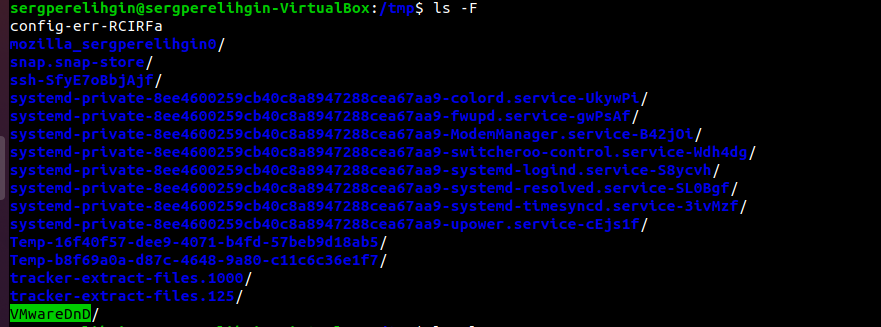 sergperelihgin@sergperelihgin-VirtualBox:/tmp$ ls -F
config-err-RCIRFa
mozilla_sergperelihgin0/
snap.snap-store/
ssh-SfyE7oBbjAjf/
systemd-private-8ee4600259cb40c8a8947288cea67aa9-colord.service-UkywPi/
systemd-private-8ee4600259cb40c8a8947288cea67aa9-fwupd.service-gwPsAf/
systemd-private-8ee4600259cb40c8a8947288cea67aa9-ModemManager.service-B42jOi/
systemd-private-8ee4600259cb40c8a8947288cea67aa9-switcheroo-control.service-Wdh4dg/
systemd-private-8ee4600259cb40c8a8947288cea67aa9-systemd-logind.service-S8ycvh/
systemd-private-8ee4600259cb40c8a8947288cea67aa9-systemd-resolved.service-SL0Bgf/
systemd-private-8ee4600259cb40c8a8947288cea67aa9-systemd-timesyncd.service-3ivMzf/
systemd-private-8ee4600259cb40c8a8947288cea67aa9-upower.service-cEjs1f/
Temp-16f40f57-dee9-4071-b4fd-57beb9d18ab5/
Temp-b8f69a0a-d87c-4648-9a80-c11c6c36e1f7/
tracker-extract-files.1000/
tracker-extract-files.125/
VMwareDnD/